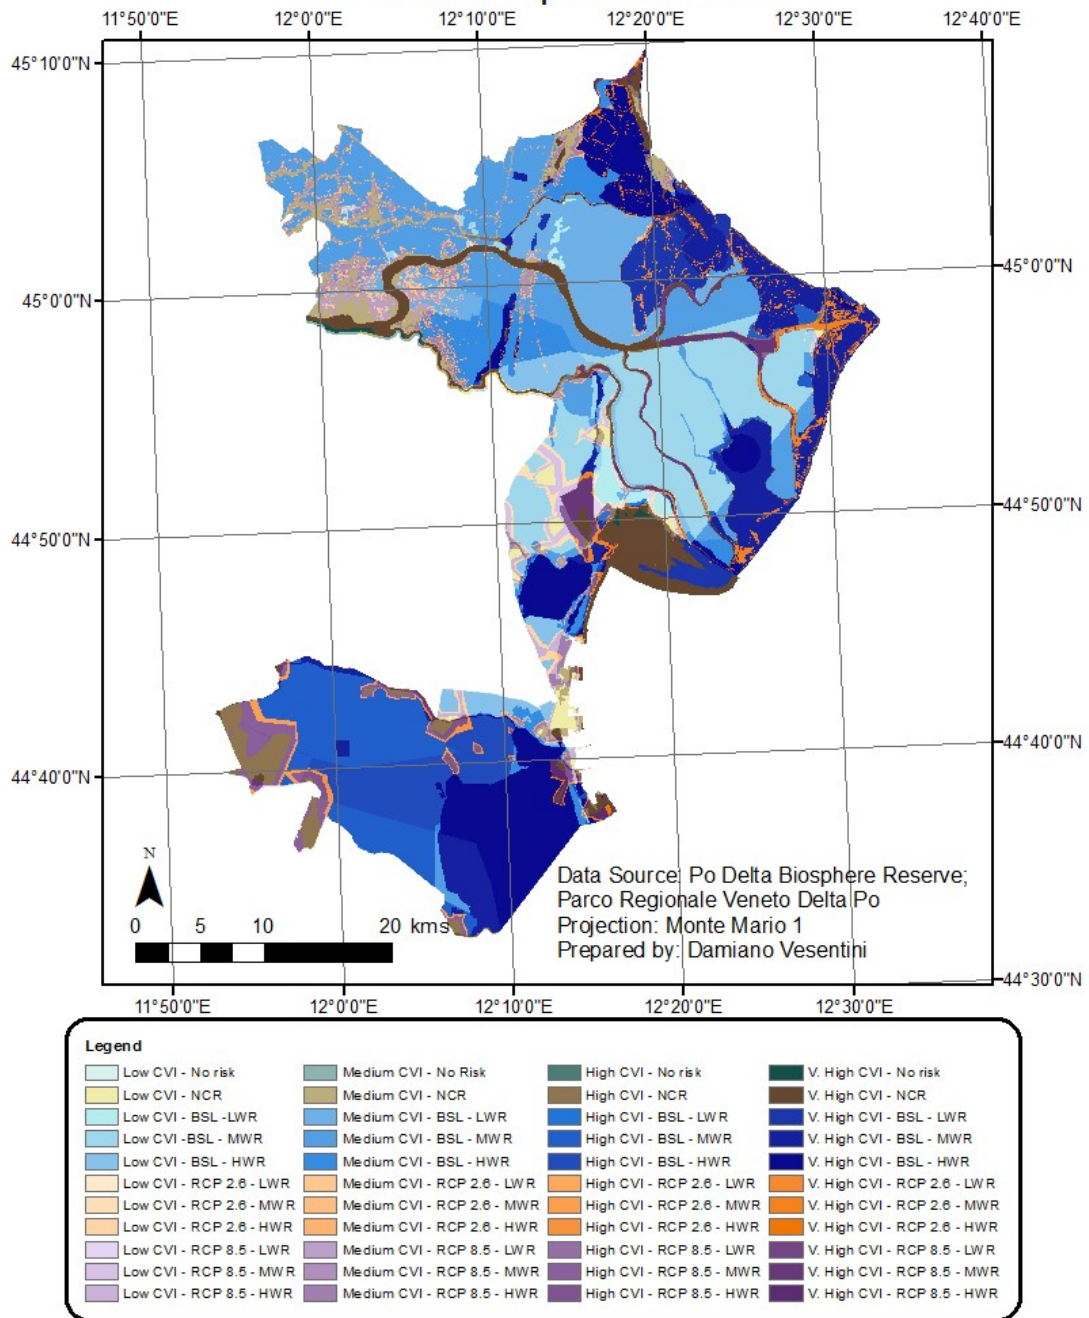 11°50'0"E 12°0'0"E 12°10'0"E 12°20'0"E 12°30'0"E 12°40'0"E
45°10'0"N
45°0'0"N
45°0'0"N
44°50'0"N
44°50'0"N
44°40'0"N
44°40'0"N
N
Data Source: Po Delta Biosphere Reserve;
Parco Regionale Veneto Delta Po
Projection: Monte Mario 1
Prepared by: Damiano Vesentini
0 5 10 20 kms
44°30'0"N
11°50'0"E 12°0'0"E 12°10'0"E 12°20'0"E 12°30'0"E
Legend
Low CVI - No risk Medium CVI - No Risk High CVI - No risk V. High CVI - No risk
Low CVI - NCR Medium CVI - NCR High CVI - NCR V. High CVI - NCR
Low CVI - BSL -LWR Medium CVI - BSL - LWR High CVI - BSL - LWR V. High CVI - BSL - LWR
Low CVI -BSL - MWR Medium CVI - BSL - MWR High CVI - BSL - MWR V. High CVI - BSL - MWR
Low CVI - BSL - HWR Medium CVI - BSL - HWR High CVI - BSL - HWR V. High CVI - BSL - HWR
Low CVI - RCP 2.6 - LWR Medium CVI - RCP 2.6 - LWR High CVI - RCP 2.6 - LWR V. High CVI - RCP 2.6 - LWR
Low CVI - RCP 2.6 - MWR Medium CVI - RCP 2.6 - MWR High CVI - RCP 2.6 - MWR V. High CVI - RCP 2.6 - MWR
Low CVI - RCP 2.6 - HWR Medium CVI - RCP 2.6 - HWR High CVI - RCP 2.6 - HWR V. High CVI - RCP 2.6 - HWR
Low CVI - RCP 8.5 - LWR Medium CVI - RCP 8.5 - LWR High CVI - RCP 8.5 - LWR V. High CVI - RCP 8.5 - LWR
Low CVI - RCP 8.5 - MWR Medium CVI - RCP 8.5 - MWR High CVI - RCP 8.5 - MWR V. High CVI - RCP 8.5 - MWR
Low CVI - RCP 8.5 - HWR Medium CVI - RCP 8.5 - HWR High CVI - RCP 8.5 - HWR V. High CVI - RCP 8.5 - HWR